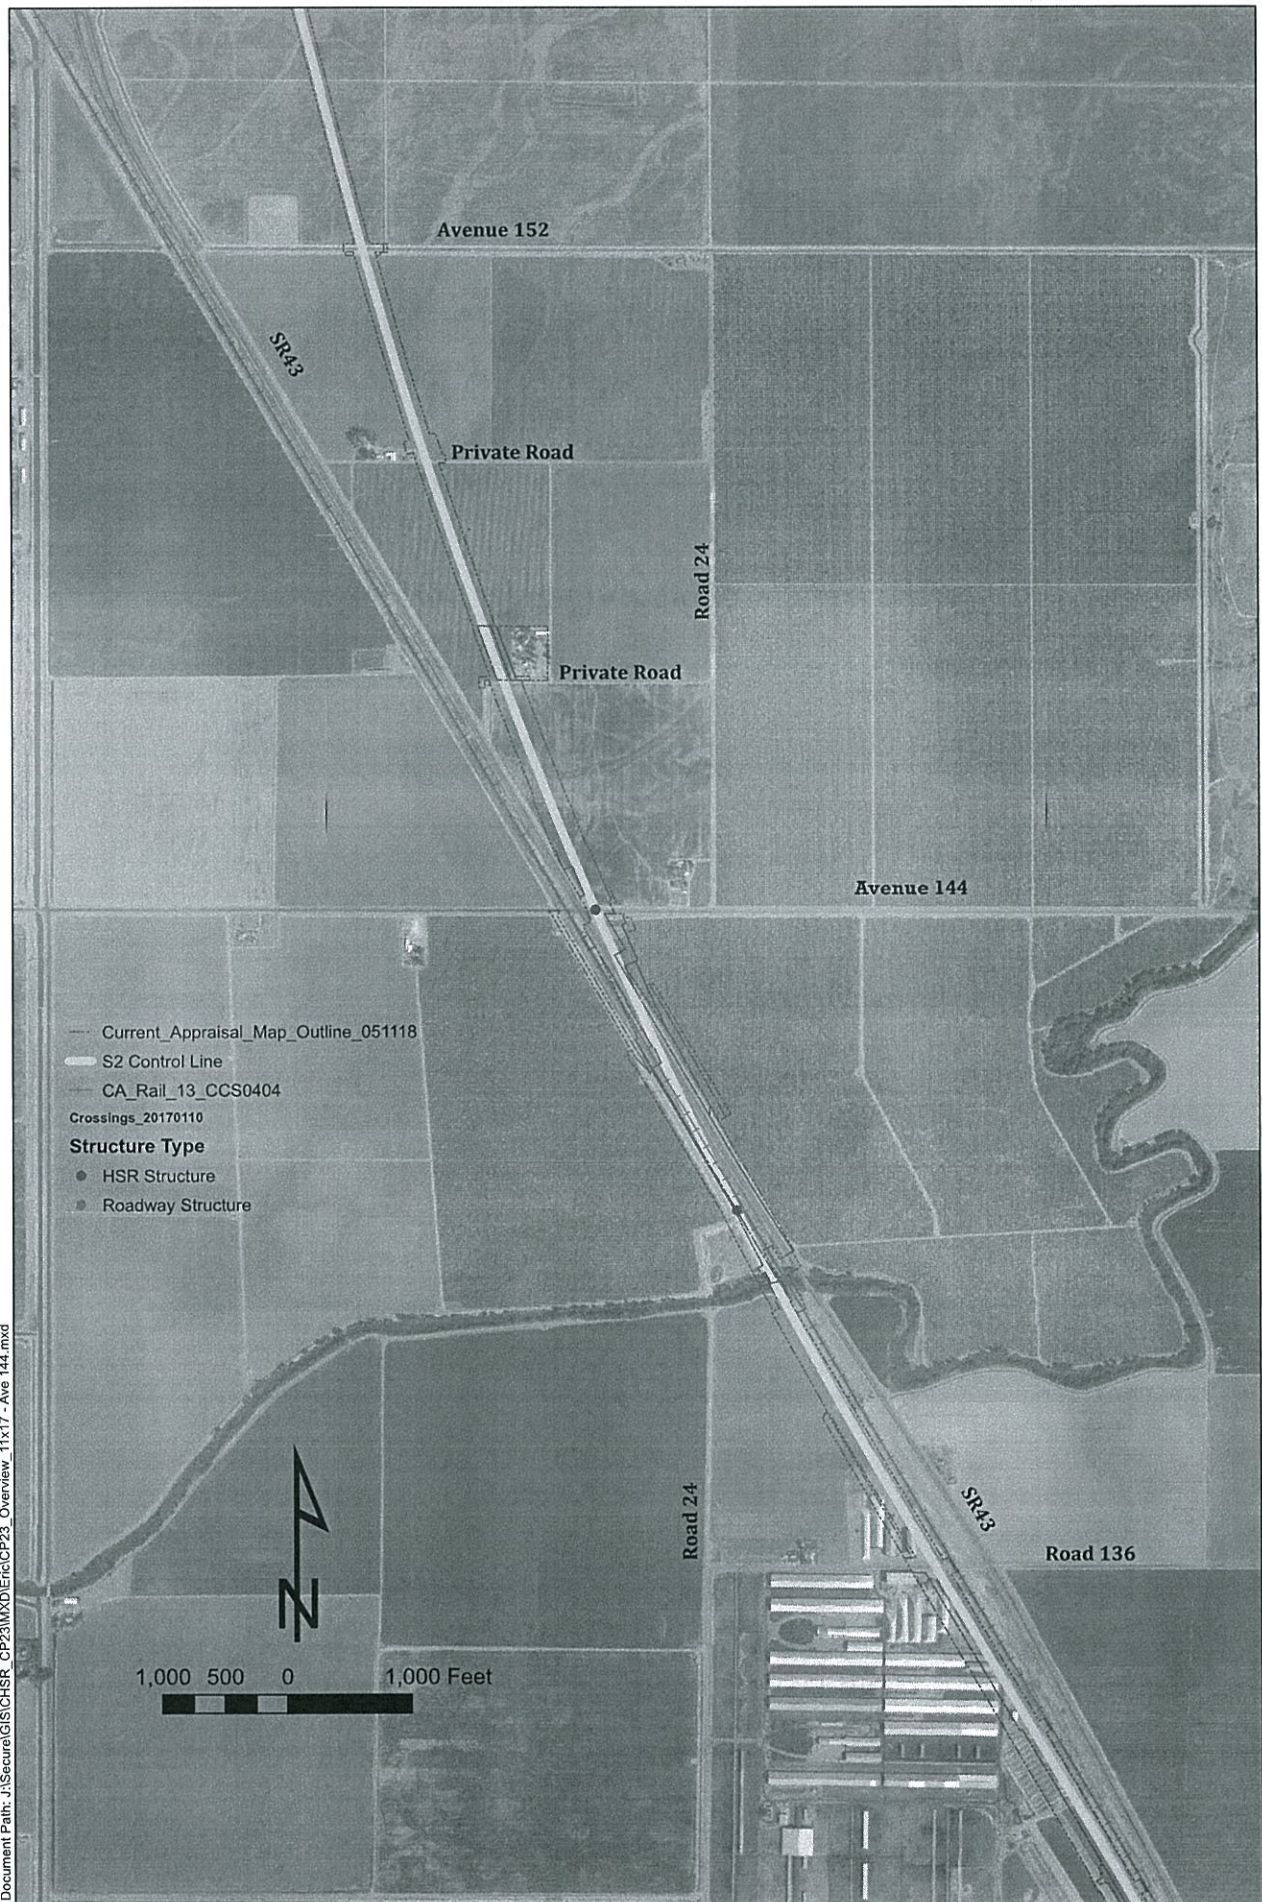 Avenue 152
SR43
Private Road
Road 24
Private Road
Avenue 144
Current_Appraisal_Map_Outline_051118
S2 Control Line
CA_Rail_13_CCS0404
Crossings_20170110
Structure Type
HSR Structure
Roadway Structure
Road 24
SR43
Road 136
N
1,000 500 0 1,000 Feet
Document Path: J:\Secure\GIS\CHSR_CP23\MXD\Eric\CP23_Overview_11x17 - Ave 144.mxd